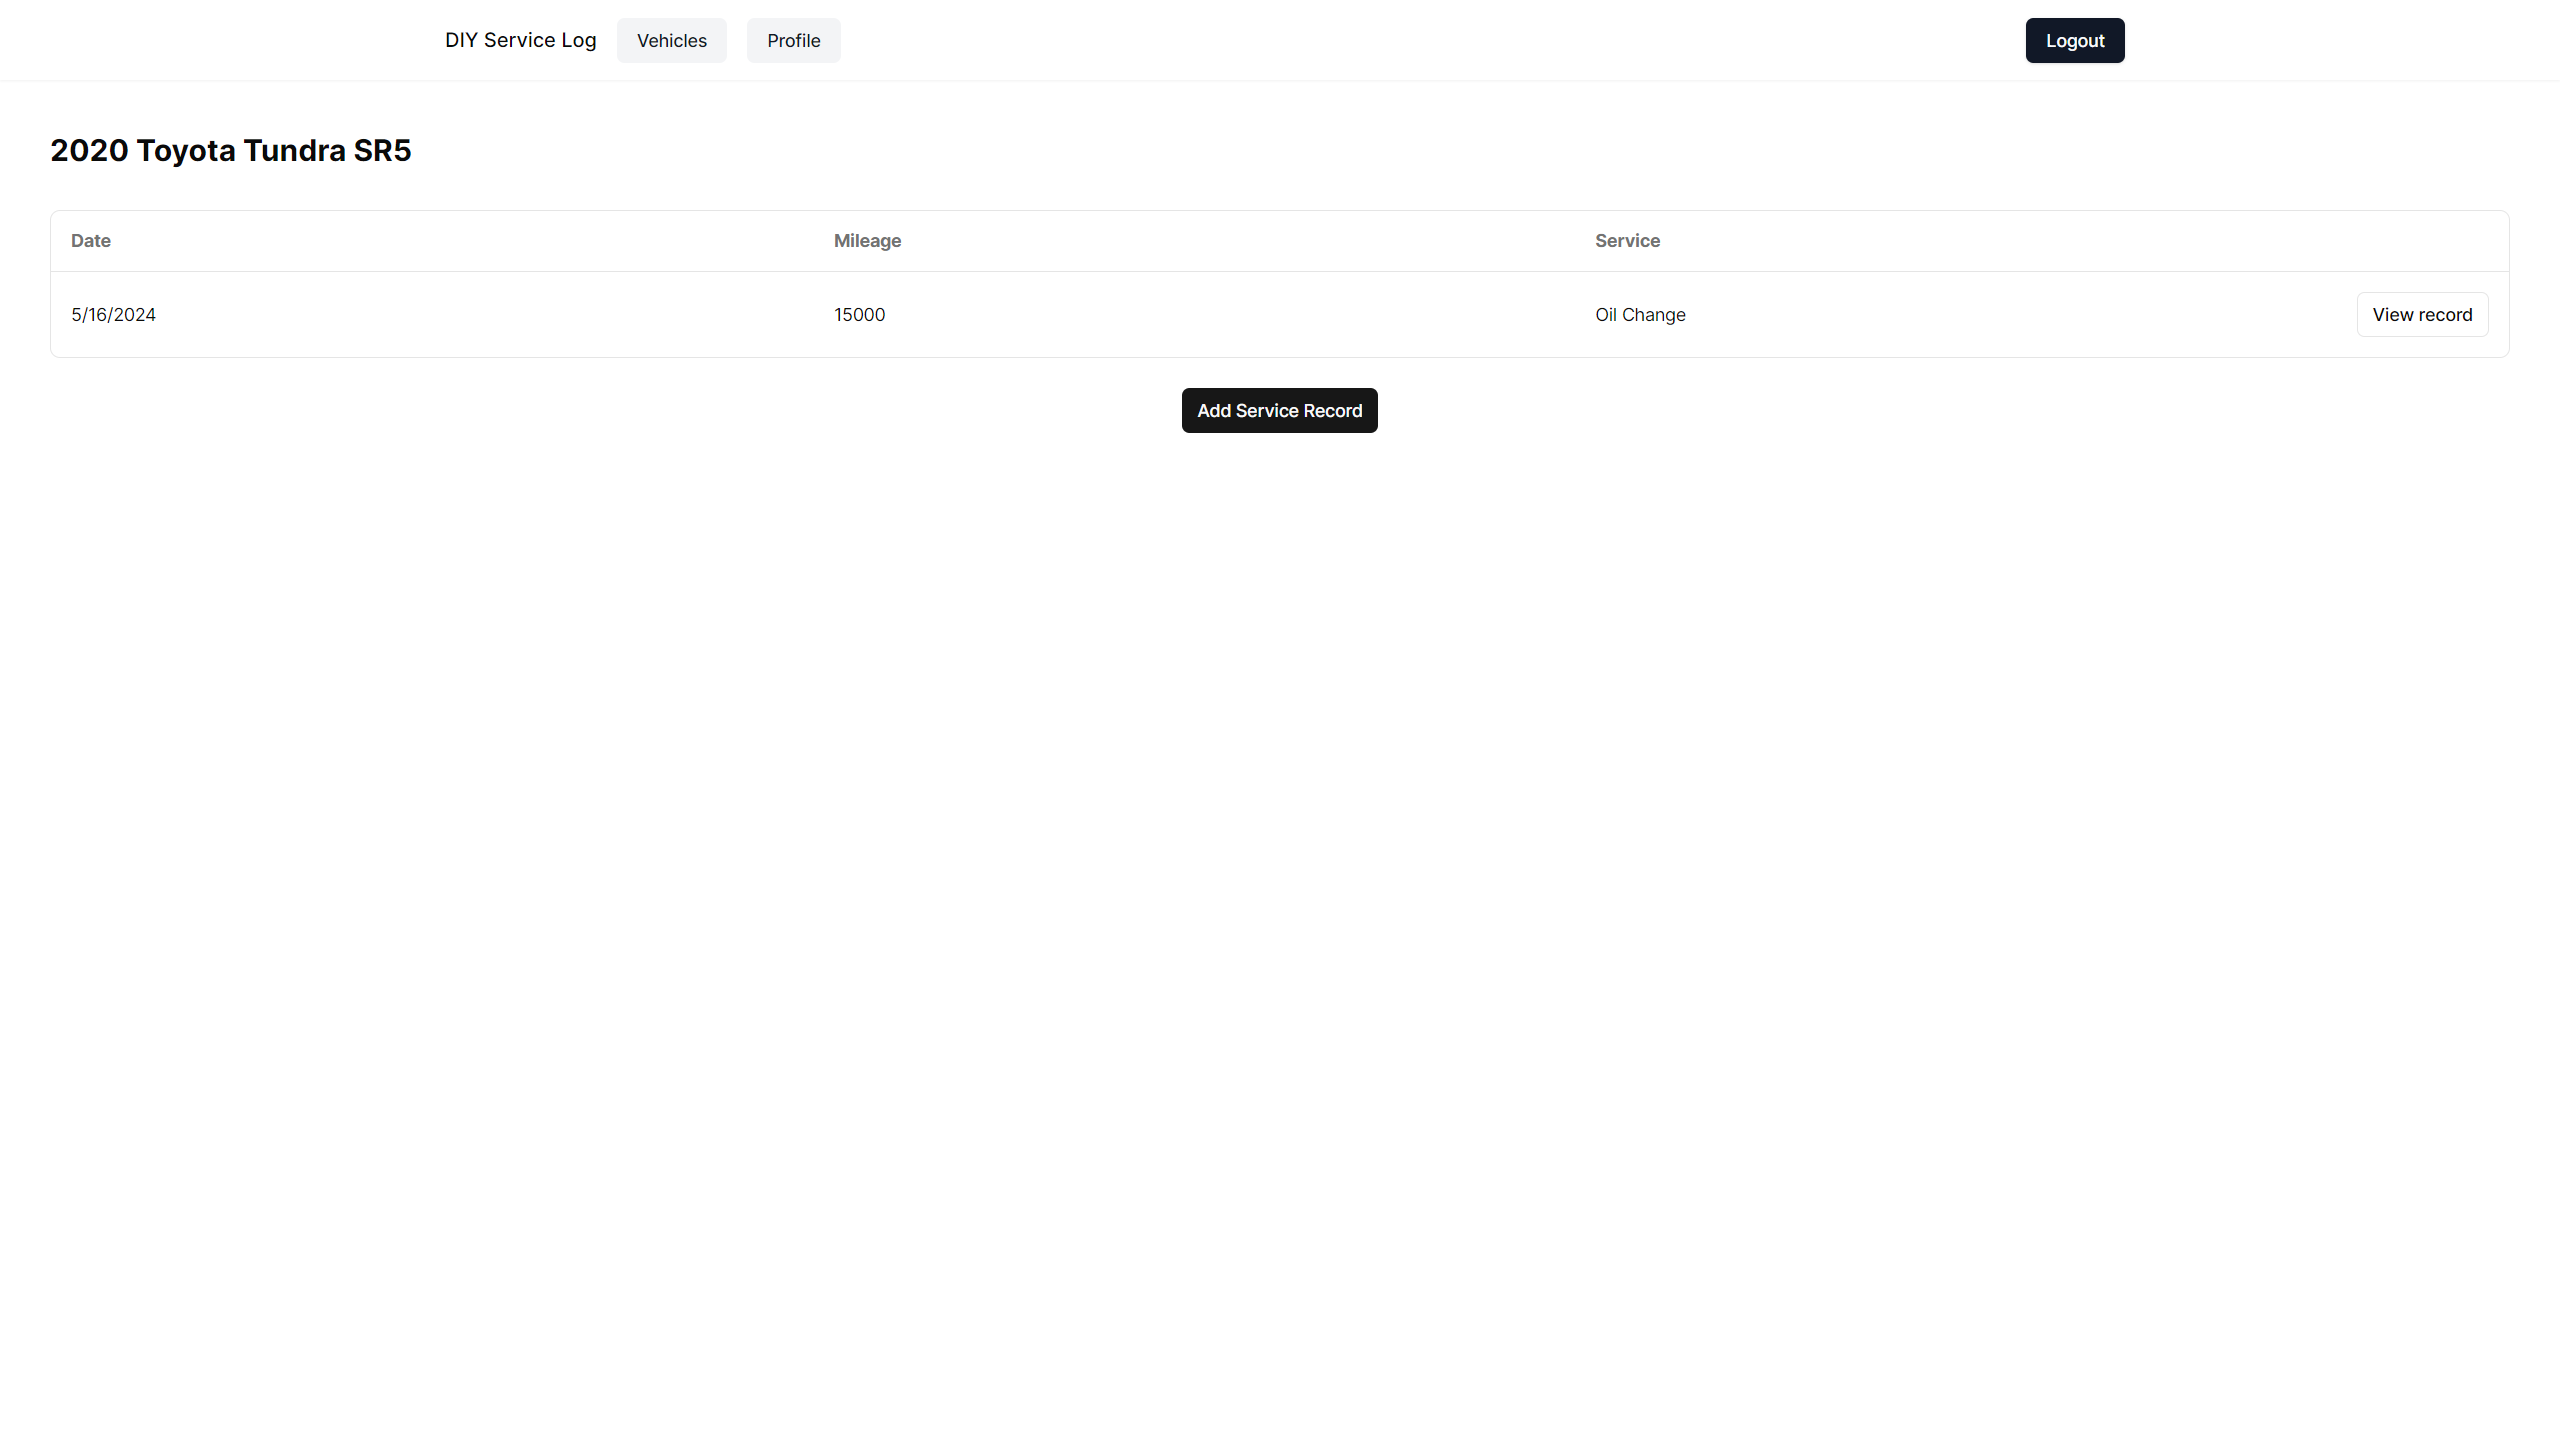 DIY Service Log Vehicles Profile Logout
2020 Toyota Tundra SR5
Date Mileage Service
5/16/2024 15000 Oil Change View record
Add Service Record